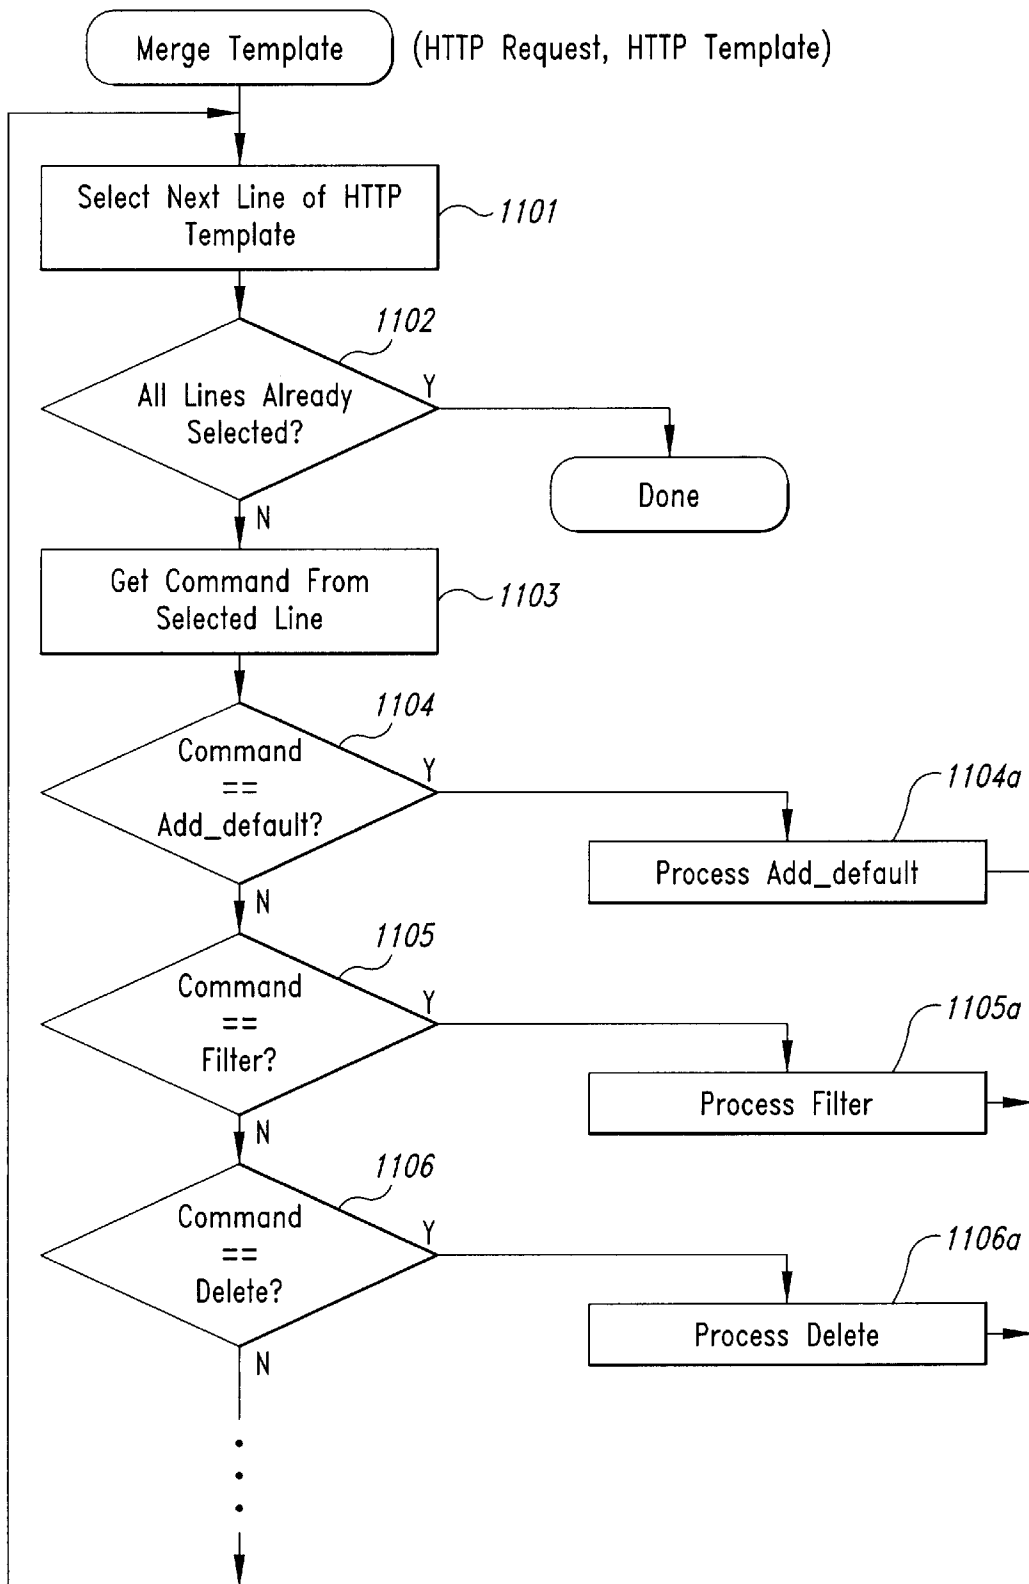 Merge Template
(HTTP Request, HTTP Template)
Select Next Line of HTTP
Template
1101
1102
All Lines Already
Selected?
Y
Done
N
Get Command From
Selected Line
1103
1104
Command
==
Add_default?
Y
1104a
Process Add_default
N
1105
Command
==
Filter?
Y
1105a
Process Filter
N
1106
Command
==
Delete?
Y
1106a
Process Delete
N